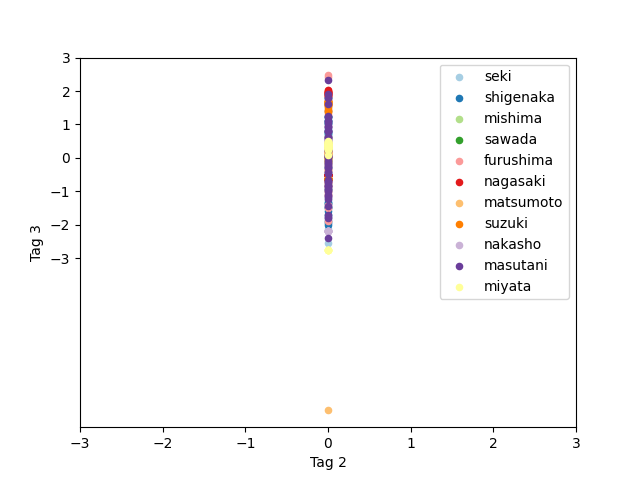 3
2
1
0
−1
−2
−3
Tag 3
−3
−2
−1
0
1
2
3
Tag 2
seki
shigenaka
mishima
sawada
furushima
nagasaki
matsumoto
suzuki
nakasho
masutani
miyata